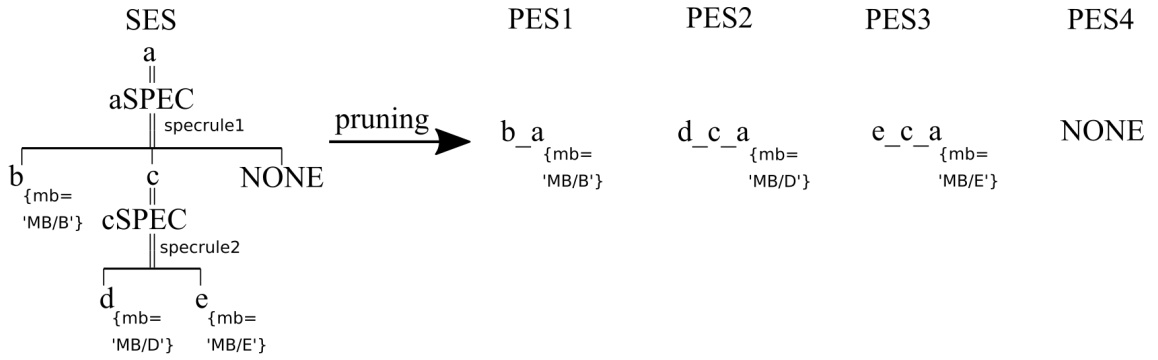 SES PES1 PES2 PES3 PES4
a
aSPEC
specrule1
pruning
b_a d_c_a e_c_a NONE
{mb= {mb= {mb=
'MB/B'} 'MB/D'} 'MB/E'}
b c NONE
{mb=
'MB/B'}
cSPEC
specrule2
d e
{mb= {mb=
'MB/D'} 'MB/E'}